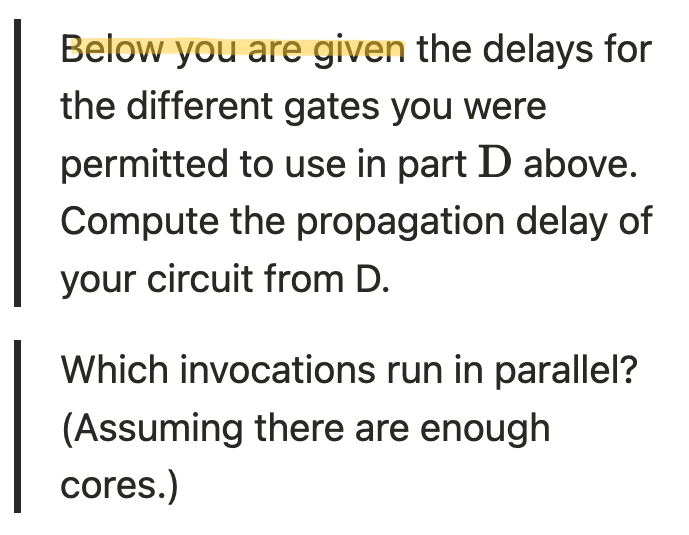 Below you are given the delays for
the different gates you were
permitted to use in part D above.
Compute the propagation delay of
your circuit from D.
Which invocations run in parallel?
(Assuming there are enough
cores.)